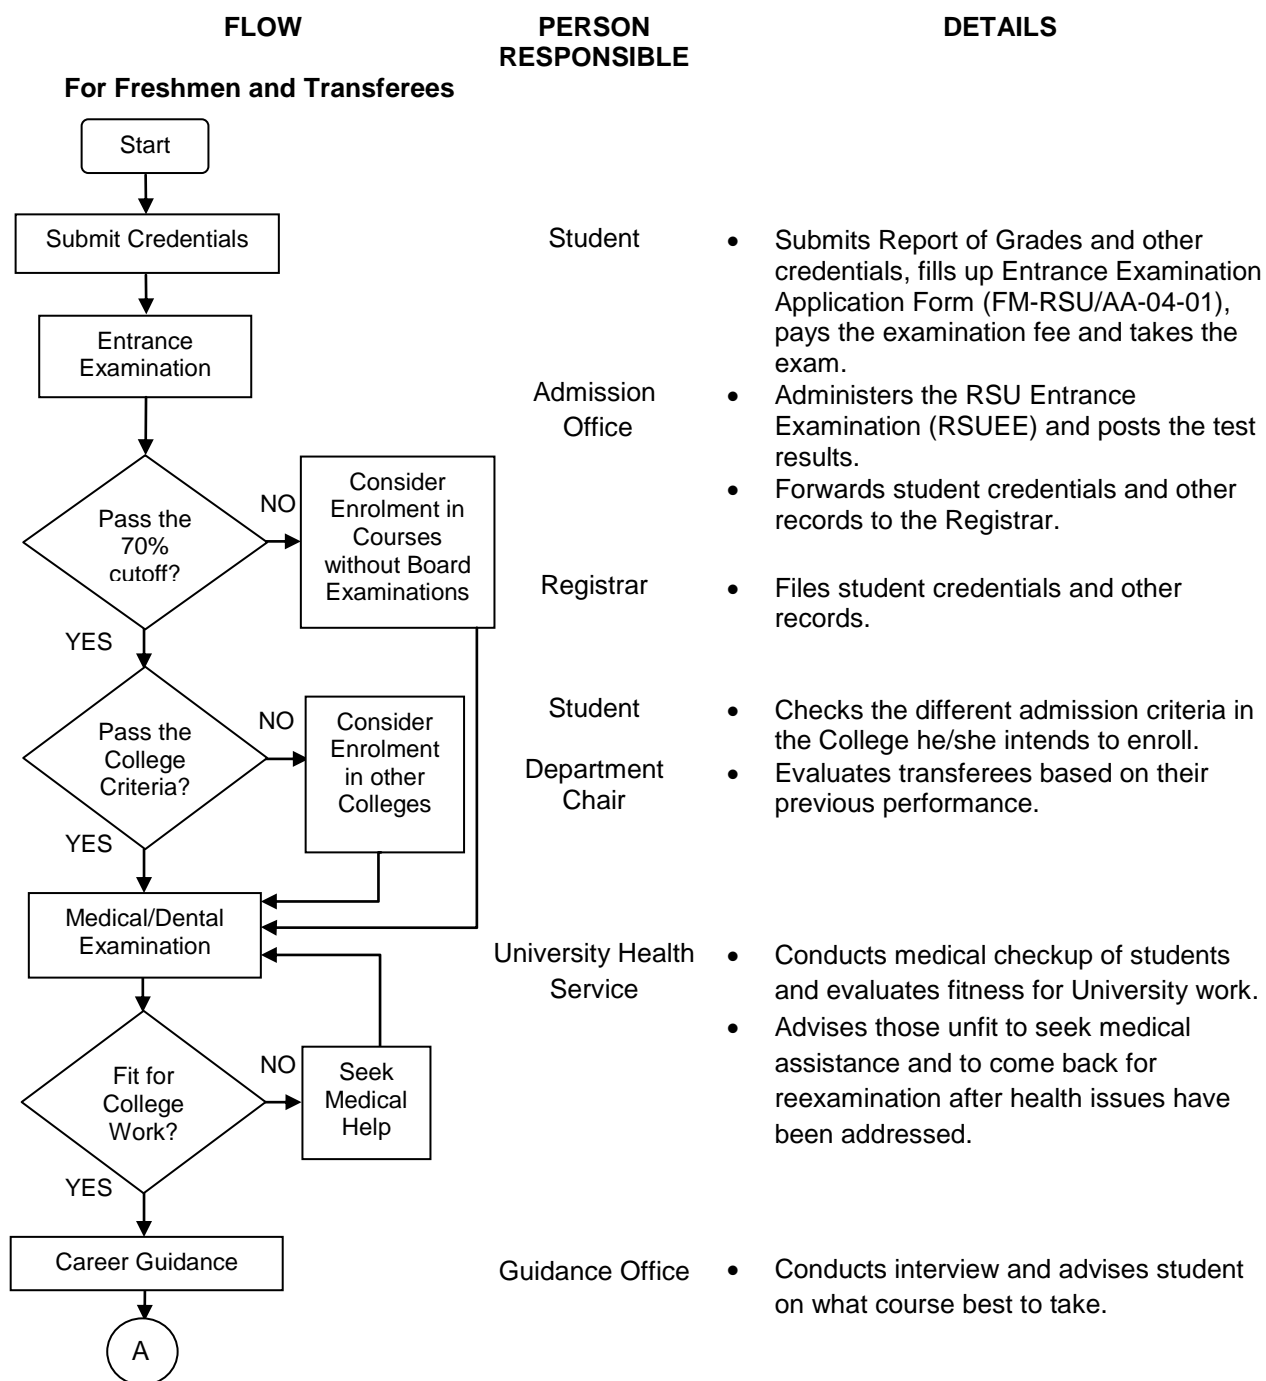 FLOW
PERSON
RESPONSIBLE
DETAILS
For Freshmen and Transferees
Start
Submit Credentials
Student
• Submits Report of Grades and other
credentials, fills up Entrance Examination
Application Form (FM-RSU/AA-04-01),
pays the examination fee and takes the
exam.
Entrance
Examination
Admission
Office
• Administers the RSU Entrance
Examination (RSUEE) and posts the test
results.
• Forwards student credentials and other
records to the Registrar.
Pass the
70%
cutoff?
NO
Consider
Enrolment in
Courses
without Board
Examinations
YES
Registrar
• Files student credentials and other
records.
Pass the
College
Criteria?
NO
Consider
Enrolment
in other
Colleges
YES
Student
• Checks the different admission criteria in
the College he/she intends to enroll.
Department
Chair
• Evaluates transferees based on their
previous performance.
Medical/Dental
Examination
University Health
Service
• Conducts medical checkup of students
and evaluates fitness for University work.
• Advises those unfit to seek medical
assistance and to come back for
reexamination after health issues have
been addressed.
Fit for
College
Work?
NO
Seek
Medical
Help
YES
Career Guidance
Guidance Office
• Conducts interview and advises student
on what course best to take.
A